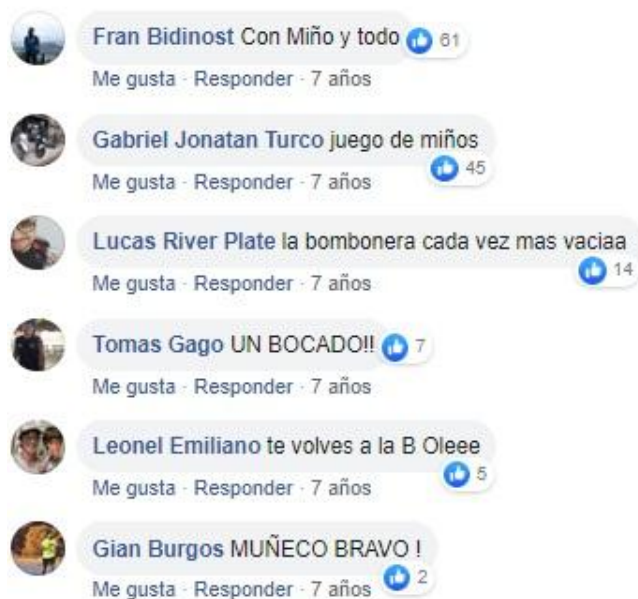 Fran Bidinost Con Miño y todo 61
Me gusta · Responder · 7 años
Gabriel Jonatan Turco juego de miños
45
Me gusta · Responder · 7 años
Lucas River Plate la bombonera cada vez mas vaciaa
14
Me gusta · Responder · 7 años
Tomas Gago UN BOCADO!! 7
Me gusta · Responder · 7 años
Leonel Emiliano te volves a la B Oleee
5
Me gusta · Responder · 7 años
Gian Burgos MUÑECO BRAVO !
2
Me gusta · Responder · 7 años